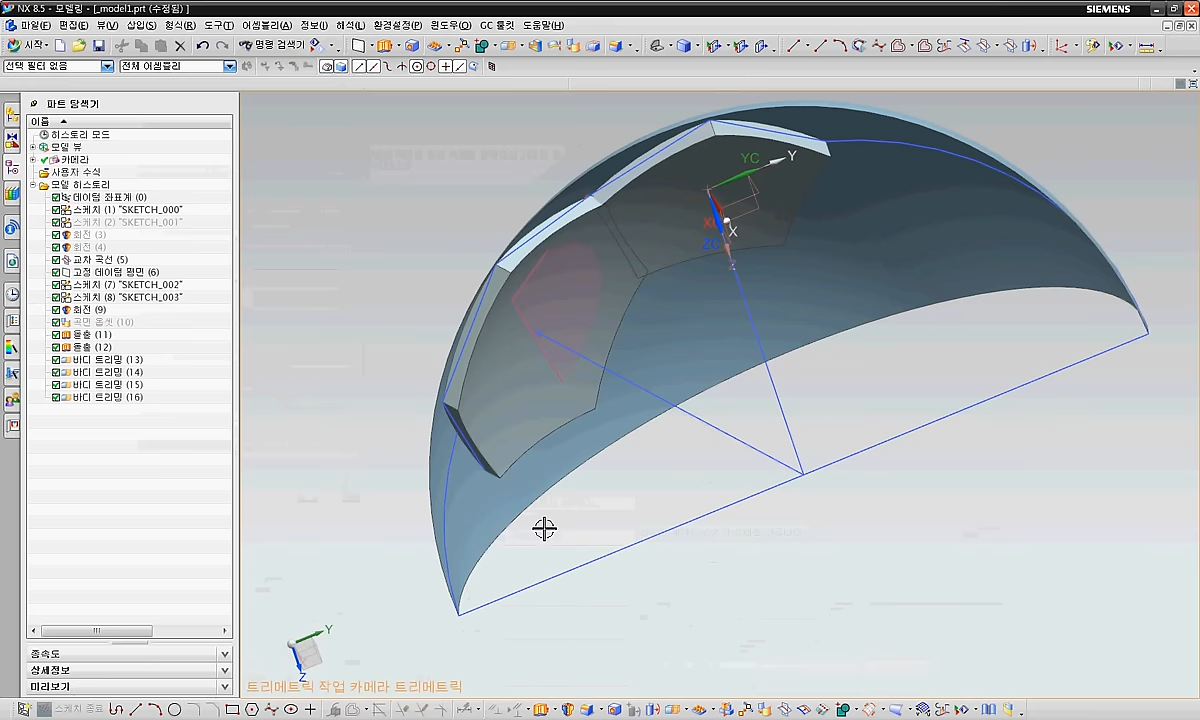 NX 8.5 - 모델링 - [_model1.prt (수정됨) ]
SIEMENS
파일(F) 편집(E) 뷰(V) 삽입(S) 형식(R) 도구(T) 어셈블리(A) 정보(I) 해석(L) 환경설정(P) 윈도우(O) GC 툴킷 도움말(H)
시작 명령 찾기
선택 필터 없음 전체 어셈블리
파트 탐색기
이름
히스토리 모드
모델 뷰
카메라
사용자 수식
모델 히스토리
데이텀 좌표계 (0)
스케치 (1) "SKETCH_000"
스케치 (2) "SKETCH_001"
회전 (3)
회전 (4)
교차 곡선 (5)
고정 데이텀 평면 (6)
스케치 (7) "SKETCH_002"
스케치 (8) "SKETCH_003"
회전 (9)
곡면 옵셋 (10)
돌출 (11)
돌출 (12)
바디 트리밍 (13)
바디 트리밍 (14)
바디 트리밍 (15)
바디 트리밍 (16)
YC Y
X
ZC
Z
종속도
상세정보
미리보기
Y
Z
트리메트릭 작업 카메라 트리메트릭
스케치 종료